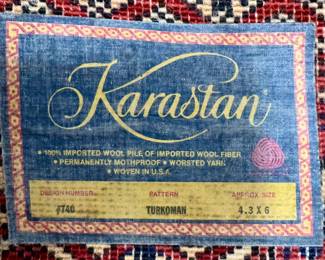 Karastan
• 100% IMPORTED WOOL PILE OF IMPORTED WOOL FIBER
• PERMANENTLY MOTHPROOF • WORSTED YARN
• WOVEN IN U.S.A.
DESIGN NUMBER PATTERN APPROX. SIZE
#740 TURKOMAN 4.3 X 6